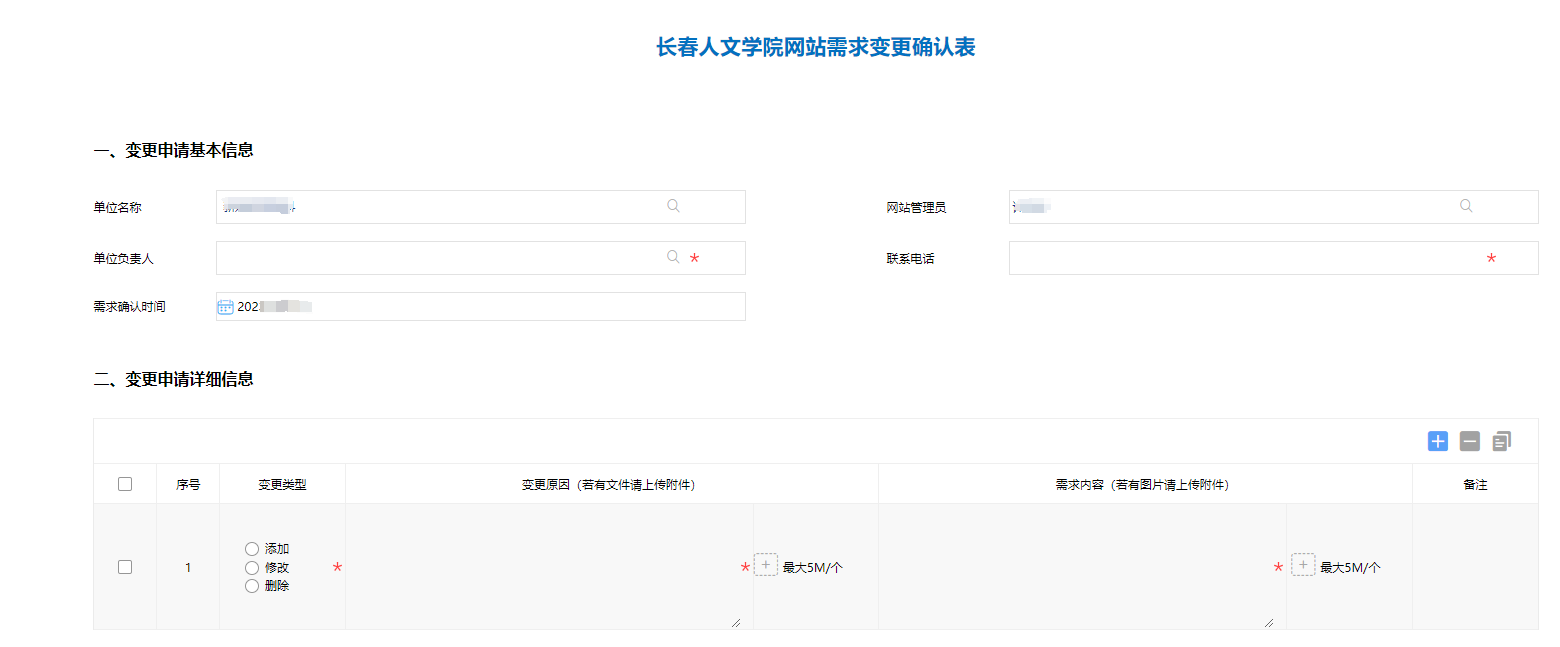 长春人文学院网站需求变更确认表
一、变更申请基本信息
单位名称 网站管理员
单位负责人 * 联系电话 *
需求确认时间 202
二、变更申请详细信息
序号 变更类型 变更原因（若有文件请上传附件） 需求内容（若有图片请上传附件） 备注
添加
1 修改 * * + 最大5M/个 * + 最大5M/个
删除